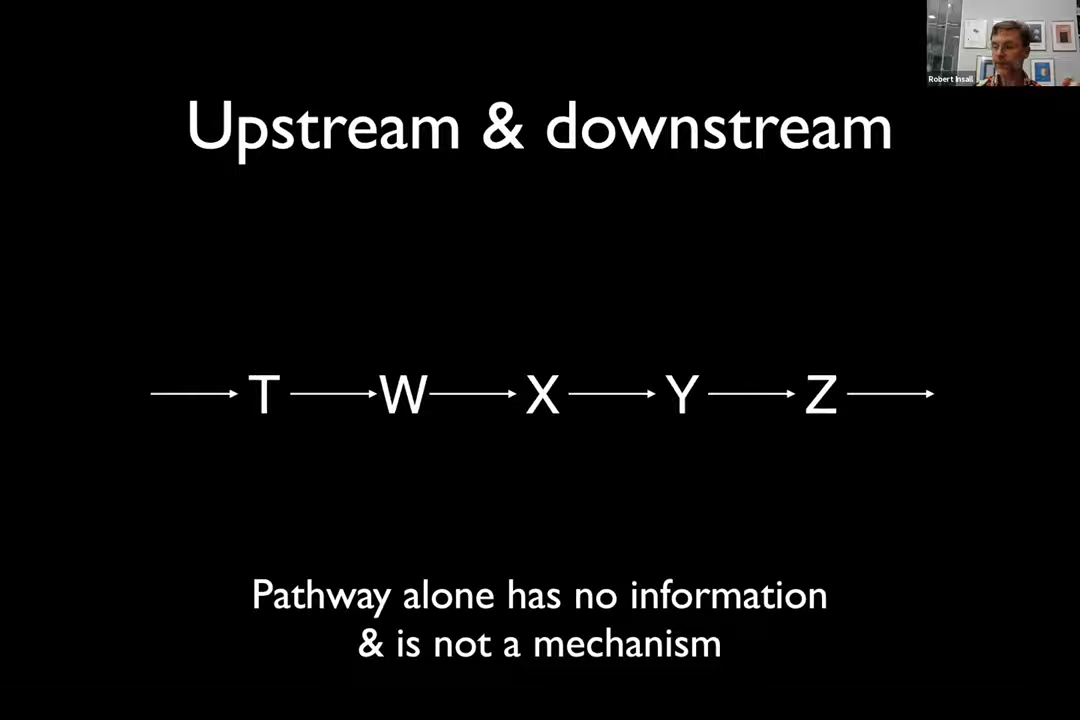 Robert Insall
Upstream & downstream
T W X Y Z
Pathway alone has no information
& is not a mechanism